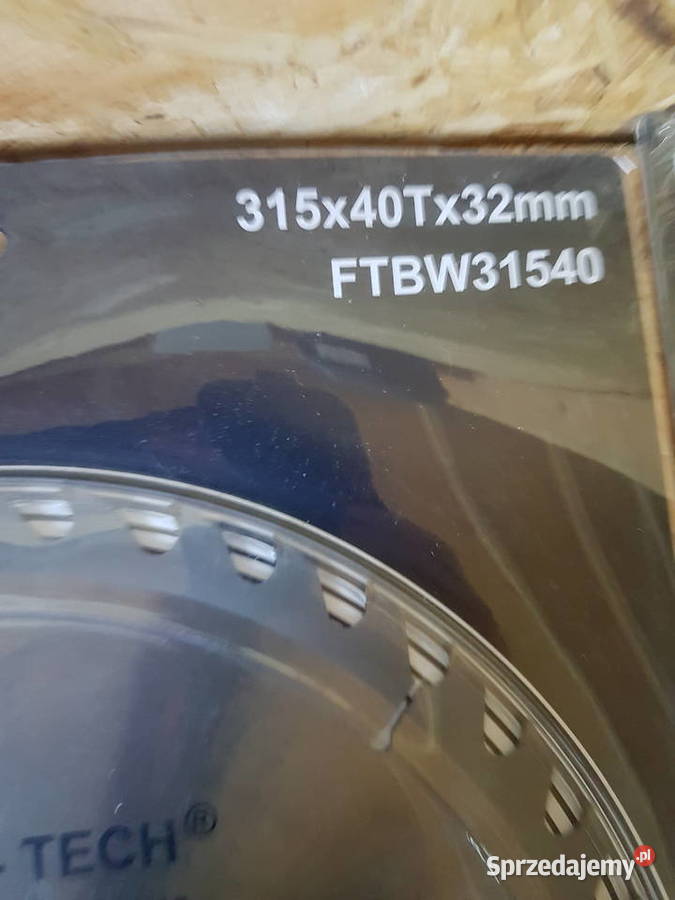 315x40Tx32mm
FTBW31540
- TECH®
Sprzedajemy.pl